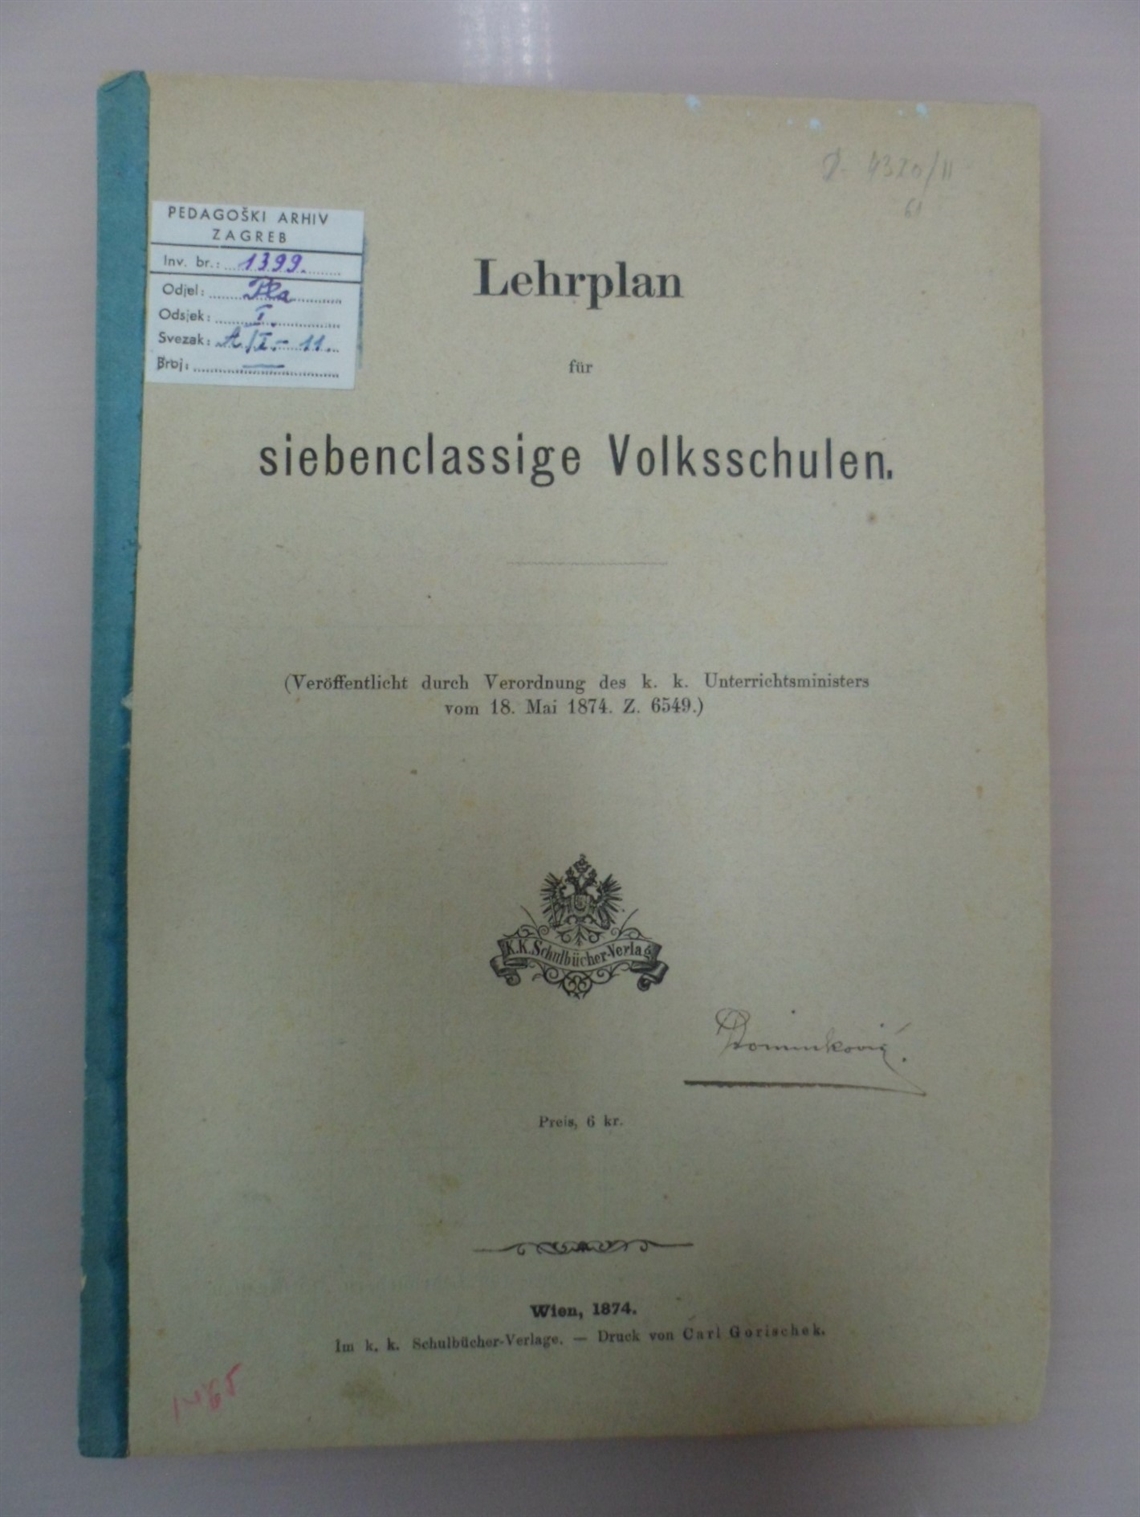 PEDAGOŠKI ARHIV
ZAGREB
Inv. br.: 1399.
Odjel:
Odsjek: I.
Svezak: A/I.-11.
Broj: —
Lehrplan
für
siebenclassige Volksschulen.
(Veröffentlicht durch Verordnung des k. k. Unterrichtsministers
vom 18. Mai 1874. Z. 6549.)
K.K. Schulbücher-Verlag
Dominković.
Preis, 6 kr.
Wien, 1874.
Im k. k. Schulbücher-Verlage. — Druck von Carl Gorischek.